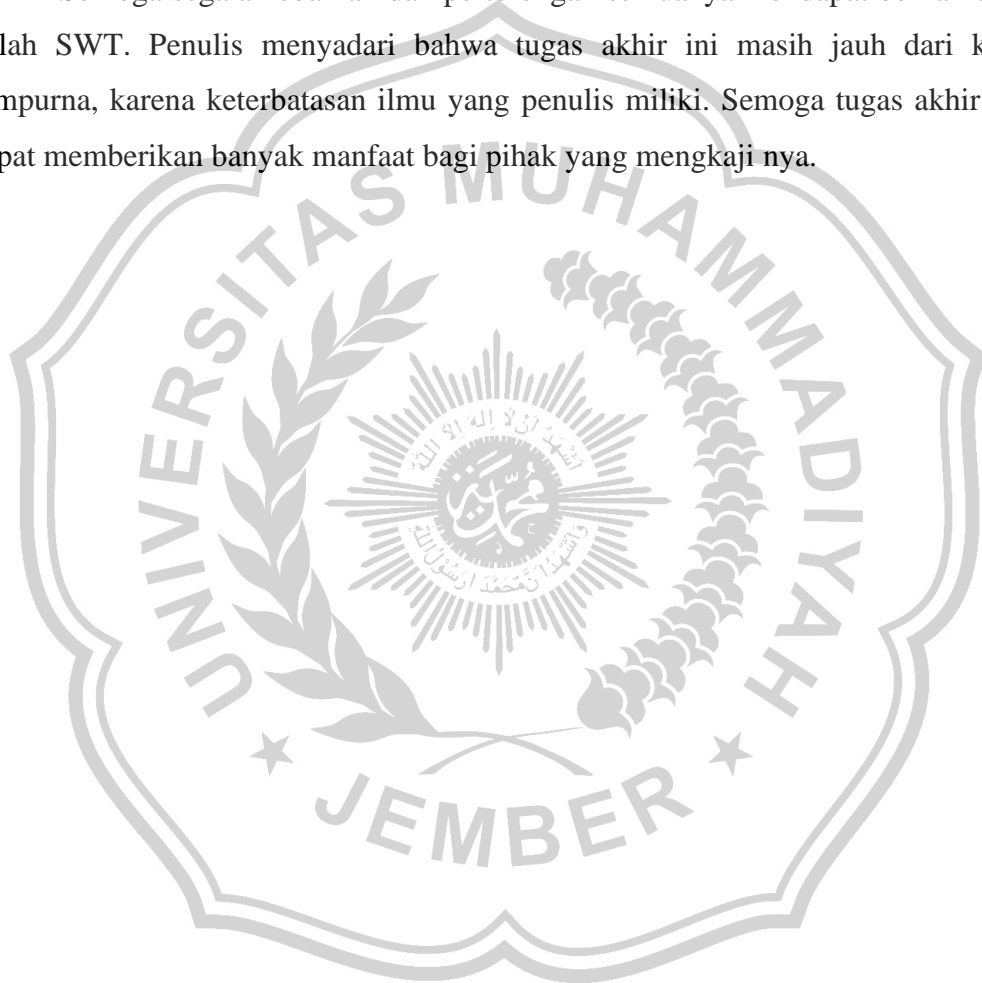 lah SWT. Penulis menyadari bahwa tugas akhir ini masih jauh dari k
mpurna, karena keterbatasan ilmu yang penulis miliki. Semoga tugas akhir
pat memberikan banyak manfaat bagi pihak yang mengkaji nya.
UNIVERSITAS MUHAMMADIYAH
JEMBER